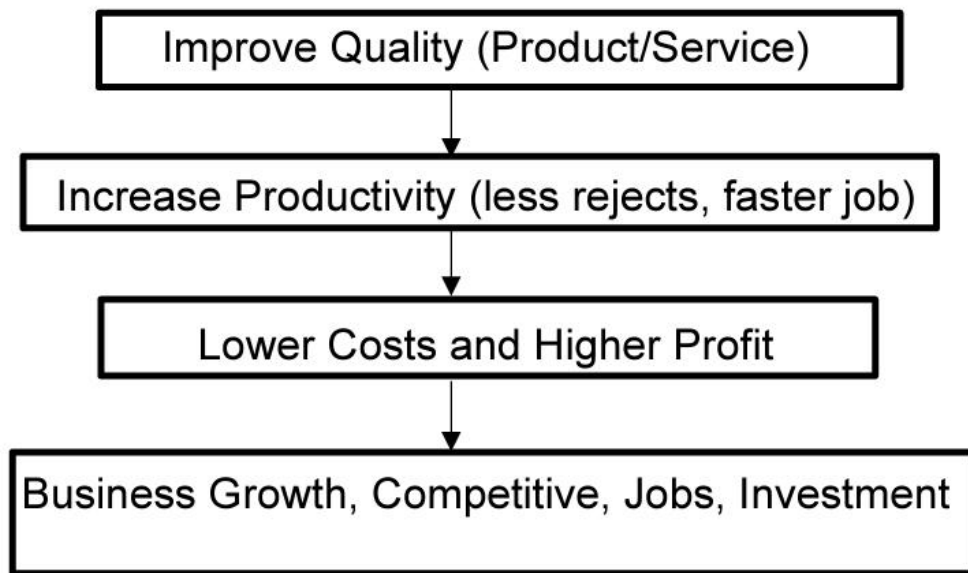 Improve Quality (Product/Service)
Increase Productivity (less rejects, faster job)
Lower Costs and Higher Profit
Business Growth, Competitive, Jobs, Investment